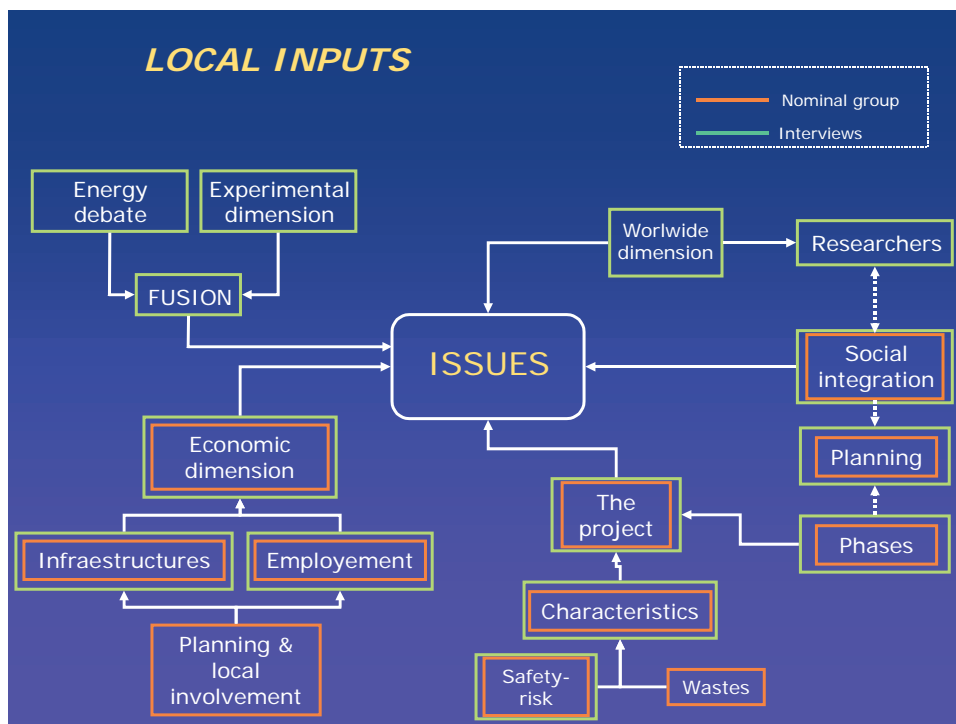 LOCAL INPUTS
Nominal group
Interviews
Energy
debate
Experimental
dimension
FUSION
Worlwide
dimension
Researchers
ISSUES
Social
integration
Economic
dimension
Planning
The
project
Infraestructures
Employement
Phases
Characteristics
Planning &
local
involvement
Safety-
risk
Wastes